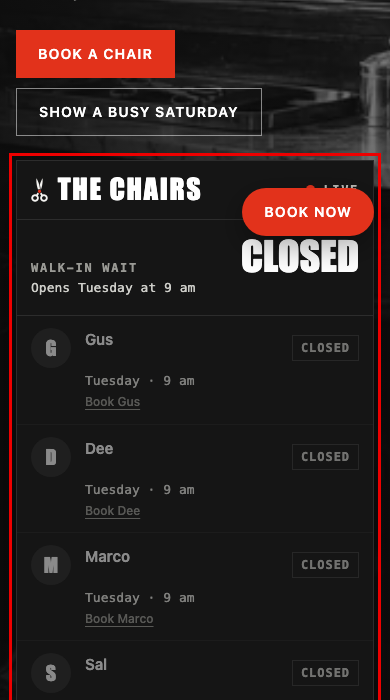 BOOK A CHAIR
SHOW A BUSY SATURDAY
THE CHAIRS
BOOK NOW
WALK-IN WAIT
CLOSED
Opens Tuesday at 9 am
G
Gus
CLOSED
Tuesday · 9 am
Book Gus
D
Dee
CLOSED
Tuesday · 9 am
Book Dee
M
Marco
CLOSED
Tuesday · 9 am
Book Marco
S
Sal
CLOSED